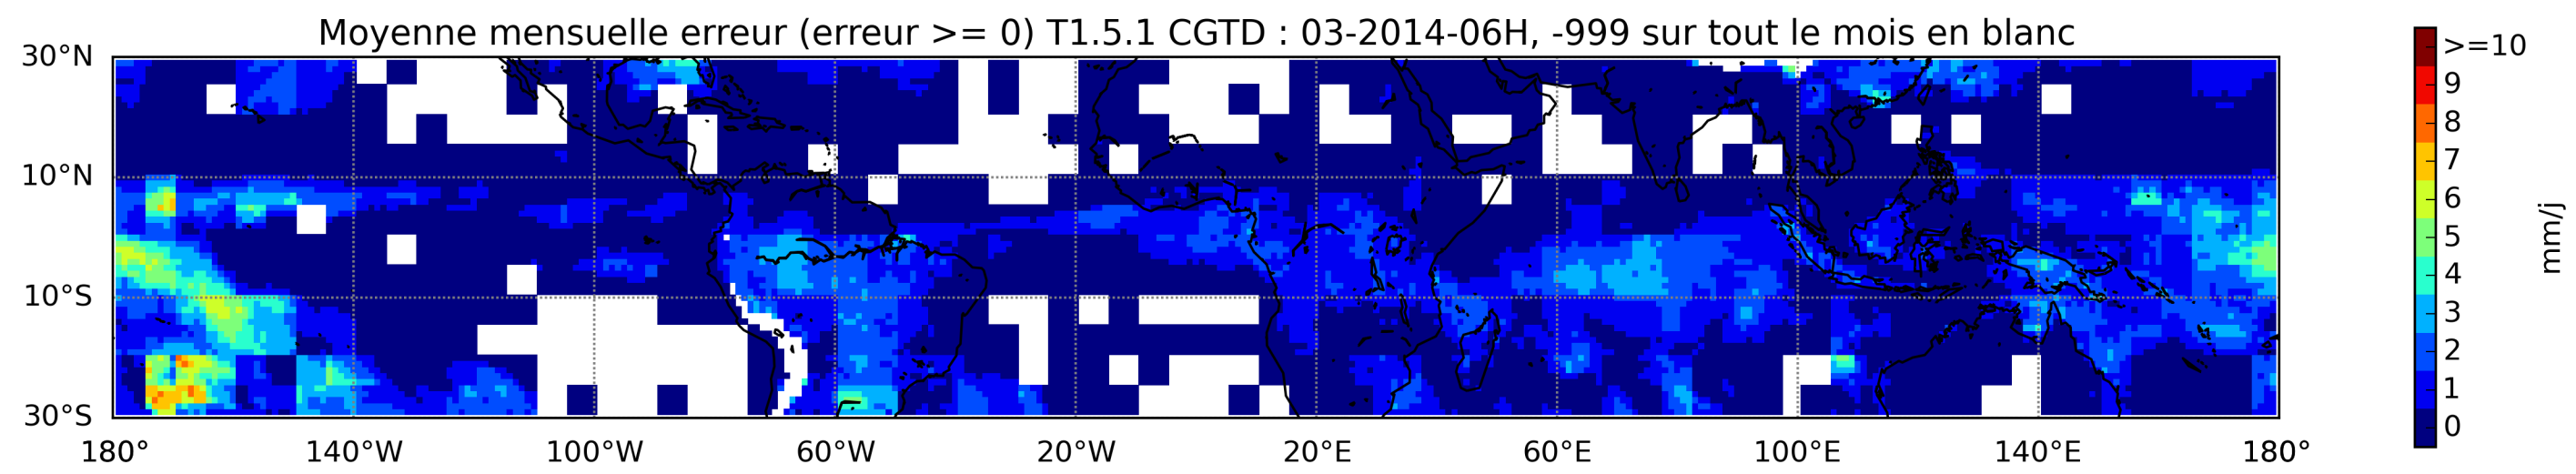 Moyenne mensuelle erreur (erreur >= 0) T1.5.1 CGTD : 03-2014-06H, -999 sur tout le mois en blanc
30°N
10°N
10°S
30°S
180° 140°W 100°W 60°W 20°W 20°E 60°E 100°E 140°E 180°
>=10
9
8
7
6
5
4
3
2
1
0
mm/j